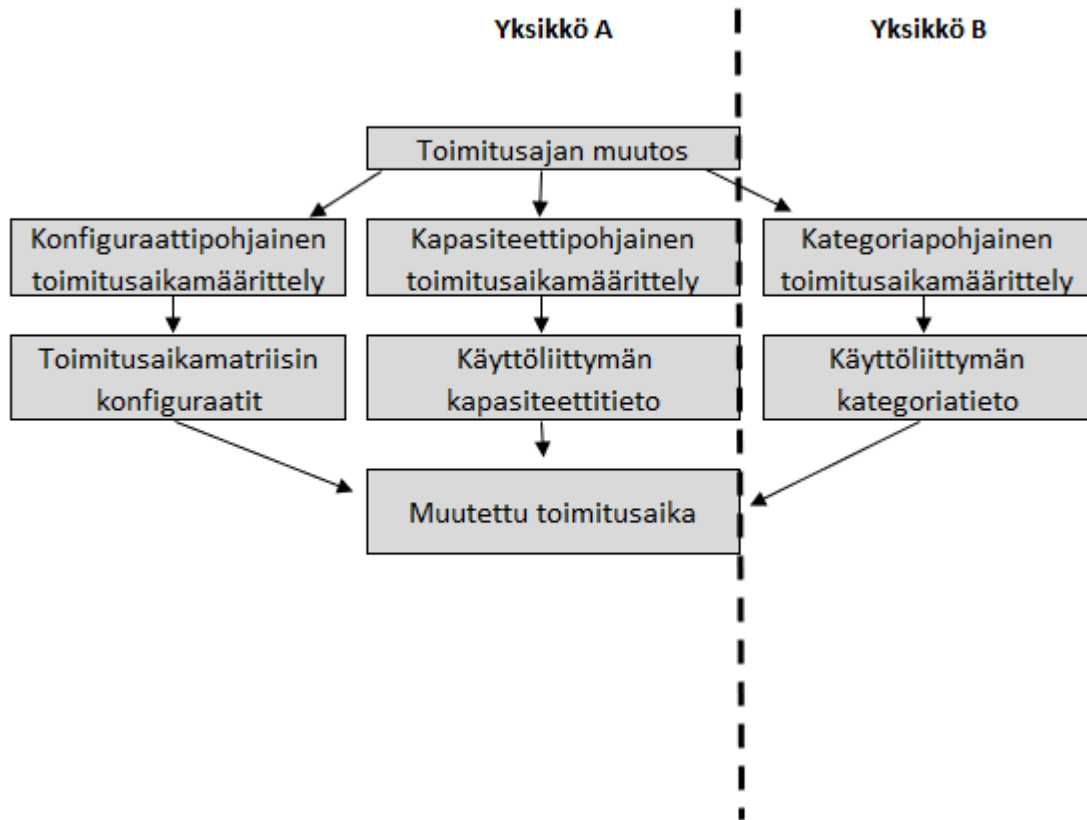 Yksikkö A
Yksikkö B
Toimitusajan muutos
Konfiguraattipohjainen
toimitusaikamäärittely
Kapasiteettipohjainen
toimitusaikamäärittely
Kategoriapohjainen
toimitusaikamäärittely
Toimitusaikamatriisin
konfiguraatit
Käyttöliittymän
kapasiteettitieto
Käyttöliittymän
kategoriatieto
Muutettu toimitusaika